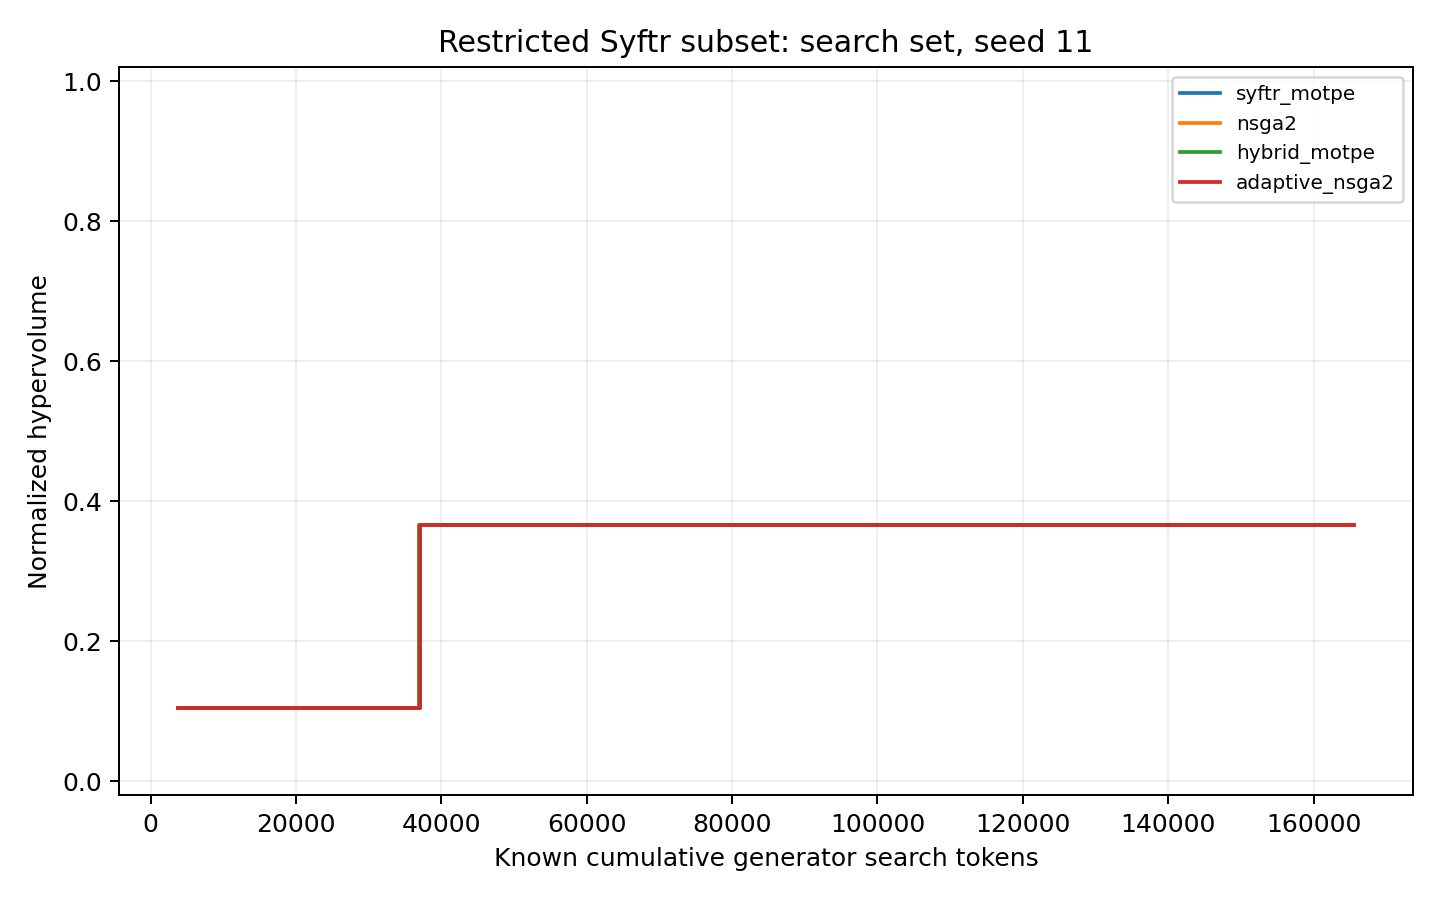 Restricted Syftr subset: search set, seed 11
syftr_motpe
nsga2
hybrid_motpe
adaptive_nsga2
Normalized hypervolume
1.0
0.8
0.6
0.4
0.2
0.0
0 20000 40000 60000 80000 100000 120000 140000 160000
Known cumulative generator search tokens